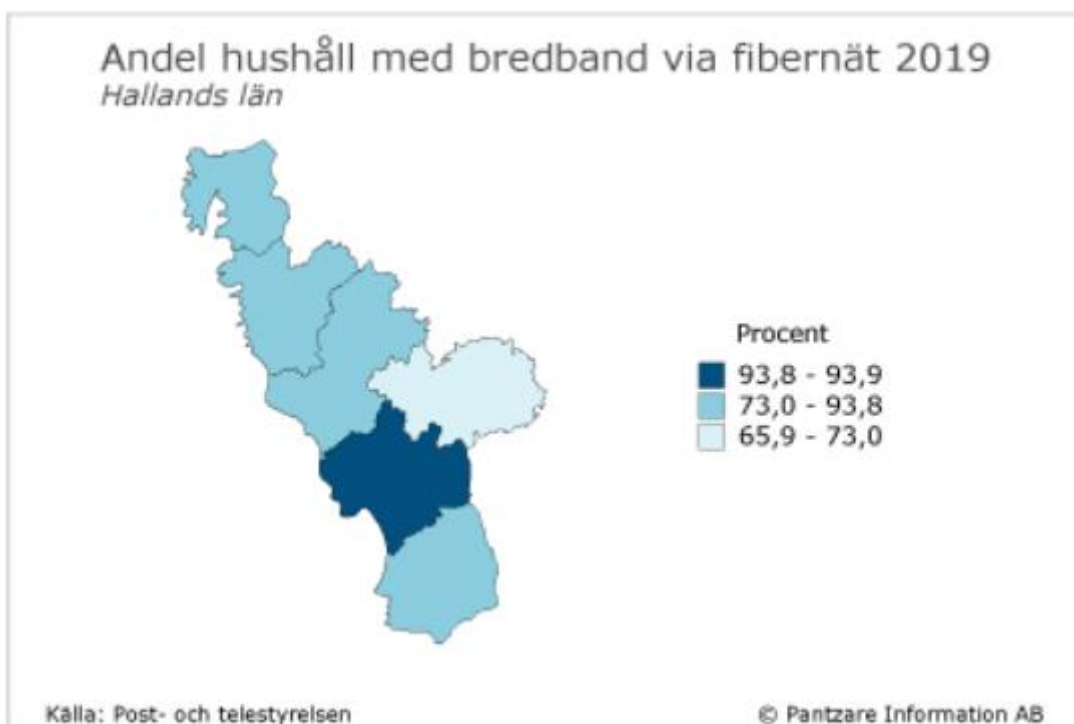 Andel hushåll med bredband via fibernät 2019
Hallands län
Procent
93,8 - 93,9
73,0 - 93,8
65,9 - 73,0
Källa: Post- och telestyrelsen
© Pantzare Information AB